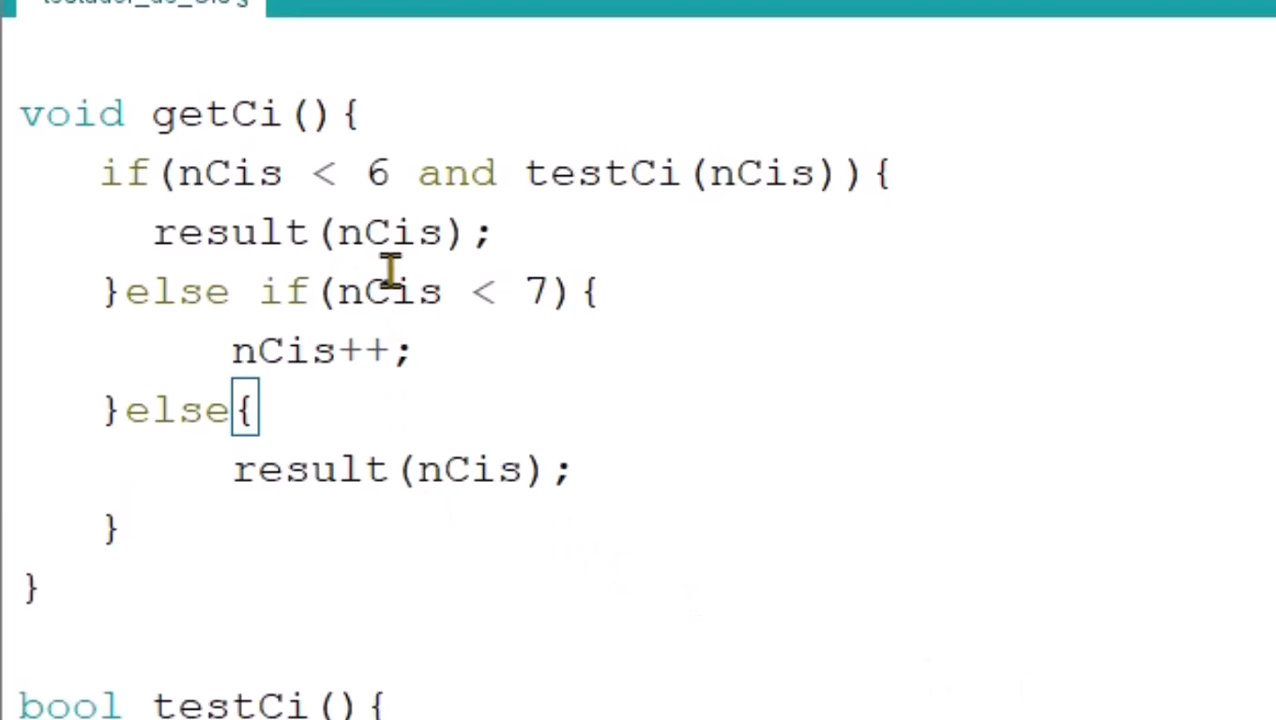 void getCi(){
if(nCis < 6 and testCi(nCis)){
result(nCis);
}else if(nCis < 7){
nCis++;
}else{
result(nCis);
}
}
bool testCi(){